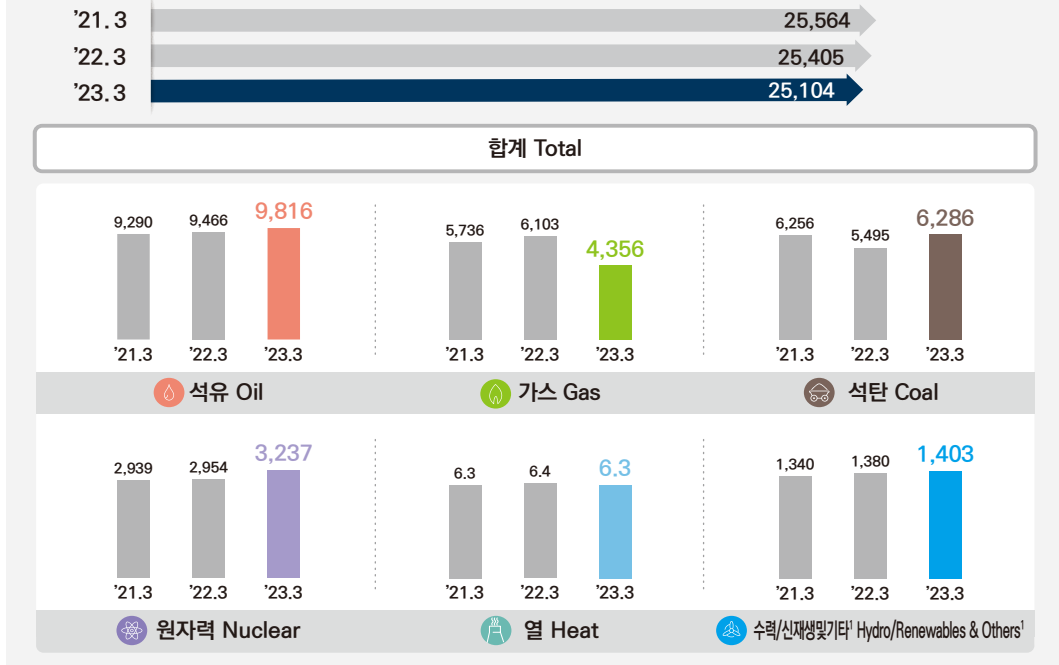 ’21.3 25,564
’22.3 25,405
’23.3 25,104
합계 Total
9,290 9,466 9,816
’21.3 ’22.3 ’23.3
석유 Oil
5,736 6,103 4,356
’21.3 ’22.3 ’23.3
가스 Gas
6,256 5,495 6,286
’21.3 ’22.3 ’23.3
석탄 Coal
2,939 2,954 3,237
’21.3 ’22.3 ’23.3
원자력 Nuclear
6.3 6.4 6.3
’21.3 ’22.3 ’23.3
열 Heat
1,340 1,380 1,403
’21.3 ’22.3 ’23.3
수력/신재생및기타¹ Hydro/Renewables & Others¹